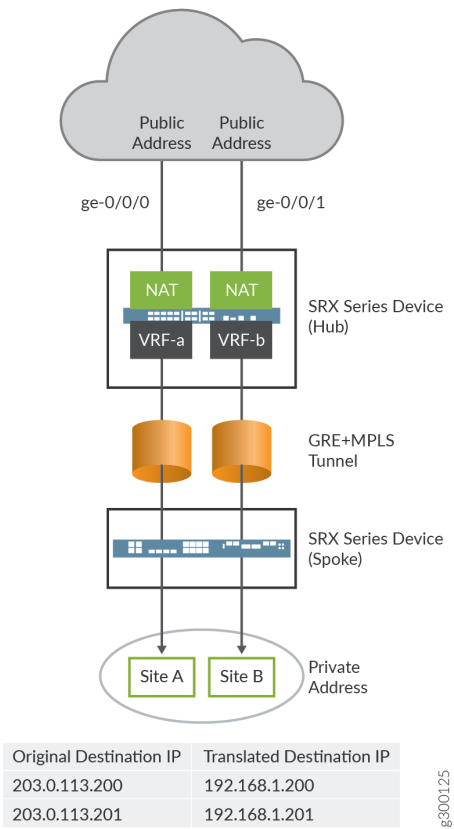 Public Public
Address Address
ge-0/0/0 ge-0/0/1
NAT NAT
SRX Series Device
(Hub)
VRF-a VRF-b
GRE+MPLS
Tunnel
SRX Series Device
(Spoke)
Site A Site B
Private
Address
Original Destination IP Translated Destination IP
203.0.113.200 192.168.1.200
203.0.113.201 192.168.1.201
g300125